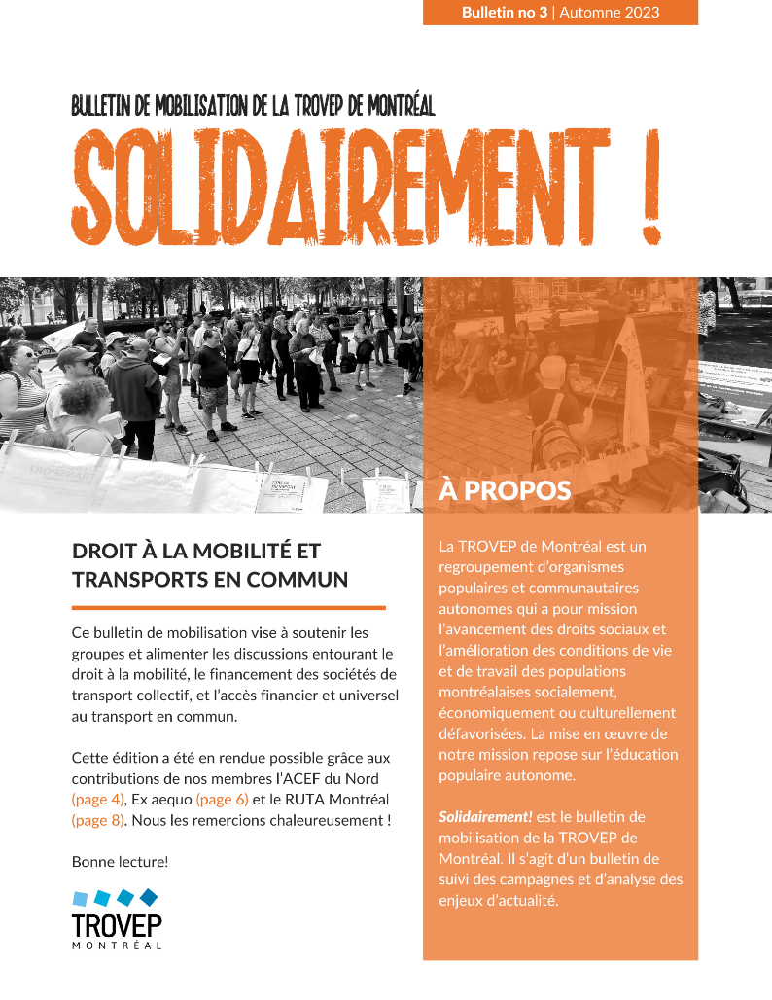 Bulletin no 3 | Automne 2023
BULLETIN DE MOBILISATION DE LA TROVEP DE MONTRÉAL
SOLIDAIREMENT !
DROIT À LA MOBILITÉ ET
TRANSPORTS EN COMMUN
Ce bulletin de mobilisation vise à soutenir les
groupes et alimenter les discussions entourant le
droit à la mobilité, le financement des sociétés de
transport collectif, et l'accès financier et universel
au transport en commun.
Cette édition a été en rendue possible grâce aux
contributions de nos membres l'ACEF du Nord
(page 4), Ex aequo (page 6) et le RUTA Montréal
(page 8). Nous les remercions chaleureusement !
Bonne lecture!
TROVEP
MONTRÉAL
À PROPOS
La TROVEP de Montréal est un
regroupement d'organismes
populaires et communautaires
autonomes qui a pour mission
l'avancement des droits sociaux et
l'amélioration des conditions de vie
et de travail des populations
montréalaises socialement,
économiquement ou culturellement
défavorisées. La mise en œuvre de
notre mission repose sur l'éducation
populaire autonome.
Solidairement! est le bulletin de
mobilisation de la TROVEP de
Montréal. Il s'agit d'un bulletin de
suivi des campagnes et d'analyse des
enjeux d'actualité.